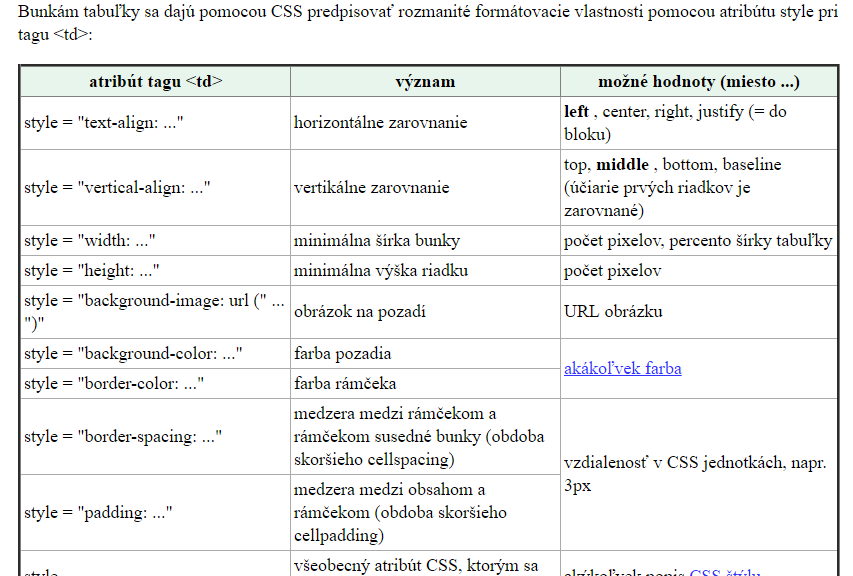 Bunkám tabuľky sa dajú pomocou CSS predpisovať rozmanité formátovacie vlastnosti pomocou atribútu style pri
tagu <td>:
atribút tagu <td>
význam
možné hodnoty (miesto ...)
style = "text-align: ..."
horizontálne zarovnanie
left , center, right, justify (= do
bloku)
style = "vertical-align: ..."
vertikálne zarovnanie
top, middle , bottom, baseline
(účiarie prvých riadkov je
zarovnané)
style = "width: ..."
minimálna šírka bunky
počet pixelov, percento šírky tabuľky
style = "height: ..."
minimálna výška riadku
počet pixelov
style = "background-image: url (" ...
")"
obrázok na pozadí
URL obrázku
style = "background-color: ..."
farba pozadia
akákoľvek farba
style = "border-color: ..."
farba rámčeka
style = "border-spacing: ..."
medzera medzi rámčekom a
rámčekom susedné bunky (obdoba
skoršieho cellspacing)
vzdialenosť v CSS jednotkách, napr.
3px
style = "padding: ..."
medzera medzi obsahom a
rámčekom (obdoba skoršieho
cellpadding)
style
všeobecný atribút CSS, ktorým sa
akýkoľvek popis CSS štýlu